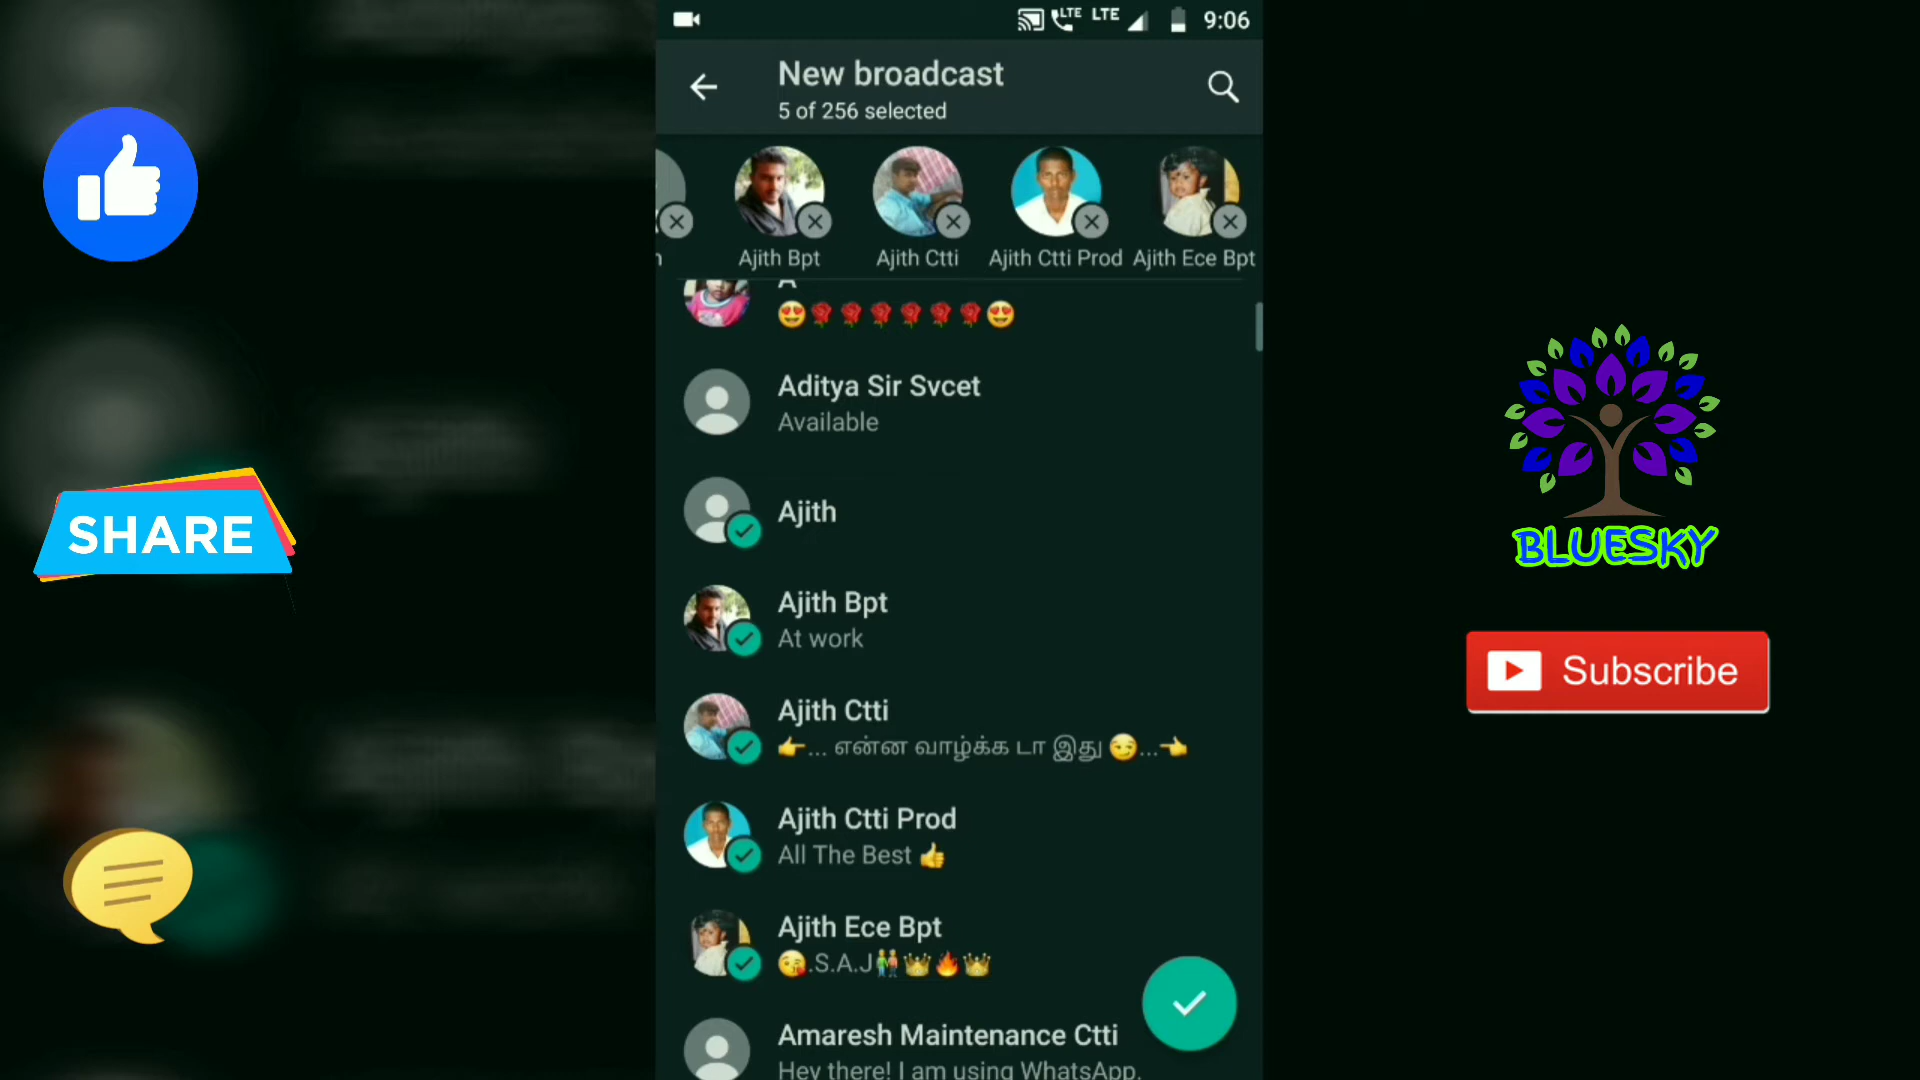 LTE LTE 9:06
New broadcast
5 of 256 selected
Ajith Bpt
Ajith Ctti
Ajith Ctti Prod
Ajith Ece Bpt
A
😍🌹🌹🌹🌹🌹🌹😍
Aditya Sir Svcet
Available
Ajith
Ajith Bpt
At work
Ajith Ctti
👉... என்ன வாழ்க்க டா இது 😏...👈
Ajith Ctti Prod
All The Best 👍
Ajith Ece Bpt
😘.S.A.J👬👑🔥👑
Amaresh Maintenance Ctti
Hey there! I am using WhatsApp.
SHARE
BLUESKY
Subscribe